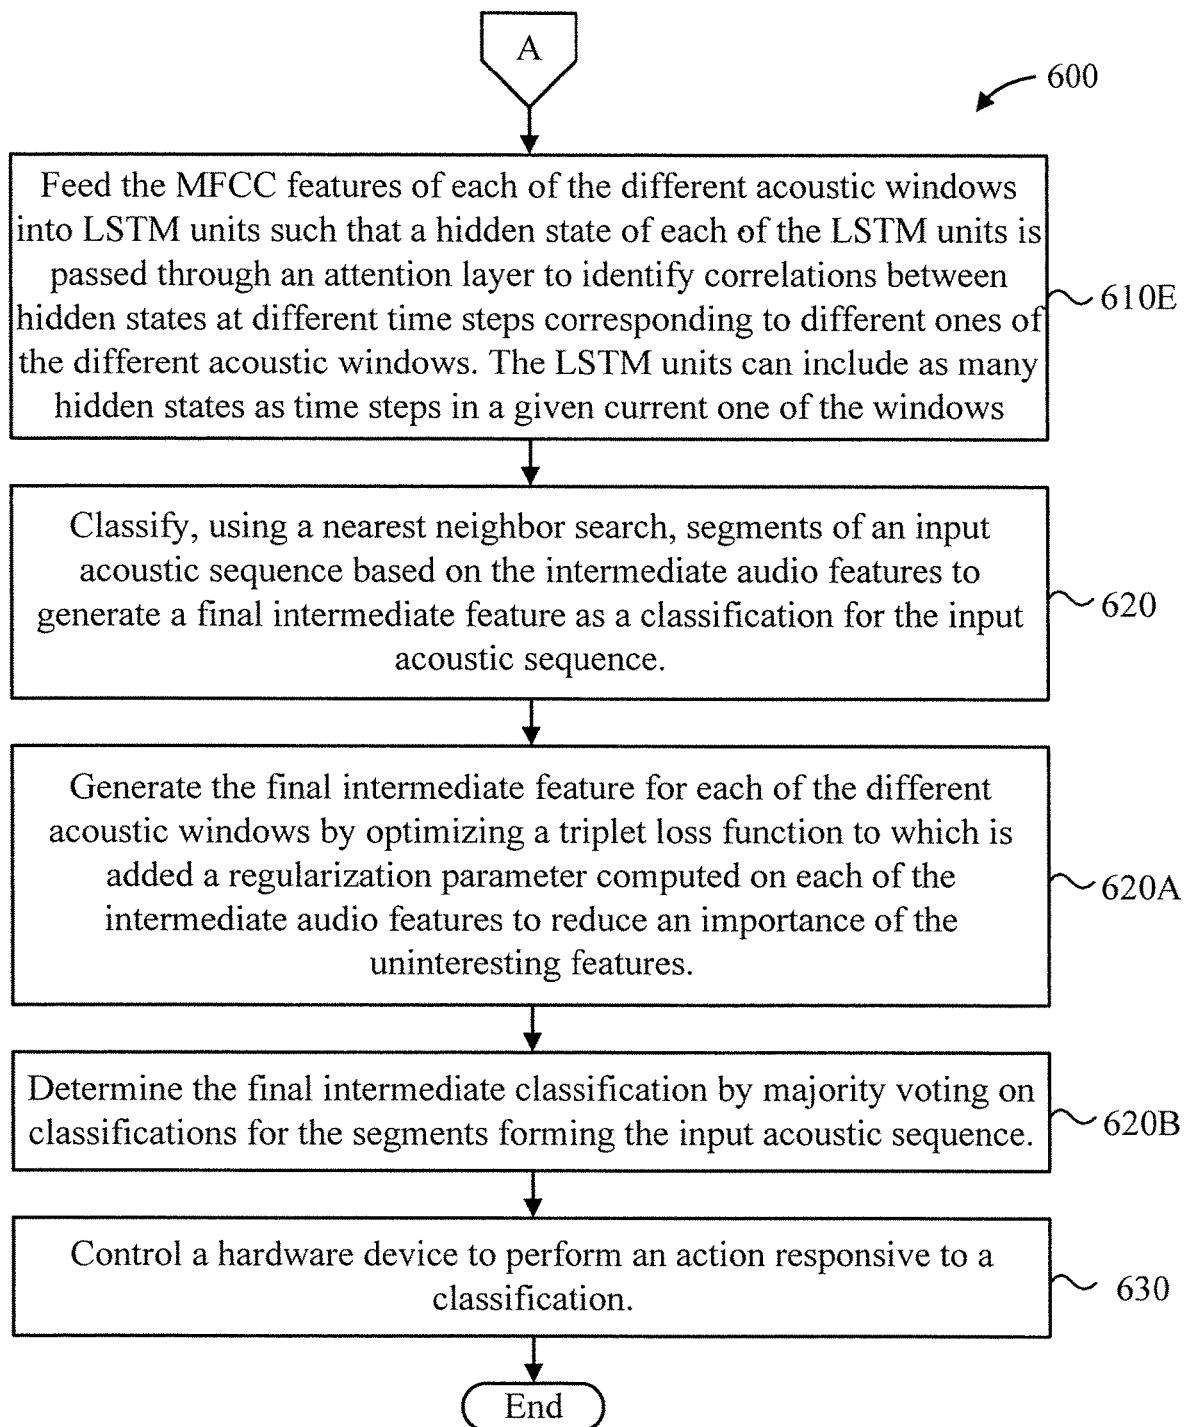 A
600
Feed the MFCC features of each of the different acoustic windows
into LSTM units such that a hidden state of each of the LSTM units is
passed through an attention layer to identify correlations between
hidden states at different time steps corresponding to different ones of
the different acoustic windows. The LSTM units can include as many
hidden states as time steps in a given current one of the windows
610E
Classify, using a nearest neighbor search, segments of an input
acoustic sequence based on the intermediate audio features to
generate a final intermediate feature as a classification for the input
acoustic sequence.
620
Generate the final intermediate feature for each of the different
acoustic windows by optimizing a triplet loss function to which is
added a regularization parameter computed on each of the
intermediate audio features to reduce an importance of the
uninteresting features.
620A
Determine the final intermediate classification by majority voting on
classifications for the segments forming the input acoustic sequence.
620B
Control a hardware device to perform an action responsive to a
classification.
630
End